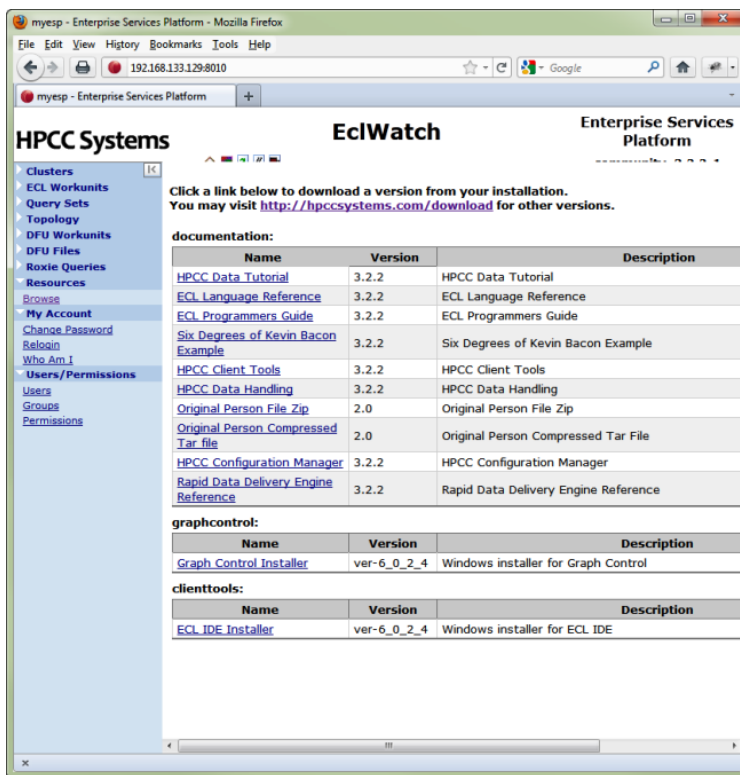 myesp - Enterprise Services Platform - Mozilla Firefox
File Edit View History Bookmarks Tools Help
192.168.133.129:8010
Google
myesp - Enterprise Services Platform
HPCC Systems
EclWatch
Enterprise Services
Platform
Clusters
ECL Workunits
Query Sets
Topology
DFU Workunits
DFU Files
Roxie Queries
Resources
Browse
My Account
Change Password
Relogin
Who Am I
Users/Permissions
Users
Groups
Permissions
Click a link below to download a version from your installation.
You may visit http://hpccsystems.com/download for other versions.
documentation:
Name Version Description
HPCC Data Tutorial 3.2.2 HPCC Data Tutorial
ECL Language Reference 3.2.2 ECL Language Reference
ECL Programmers Guide 3.2.2 ECL Programmers Guide
Six Degrees of Kevin Bacon
Example 3.2.2 Six Degrees of Kevin Bacon Example
HPCC Client Tools 3.2.2 HPCC Client Tools
HPCC Data Handling 3.2.2 HPCC Data Handling
Original Person File Zip 2.0 Original Person File Zip
Original Person Compressed
Tar file 2.0 Original Person Compressed Tar File
HPCC Configuration Manager 3.2.2 HPCC Configuration Manager
Rapid Data Delivery Engine
Reference 3.2.2 Rapid Data Delivery Engine Reference
graphcontrol:
Name Version Description
Graph Control Installer ver-6_0_2_4 Windows installer for Graph Control
clienttools:
Name Version Description
ECL IDE Installer ver-6_0_2_4 Windows installer for ECL IDE